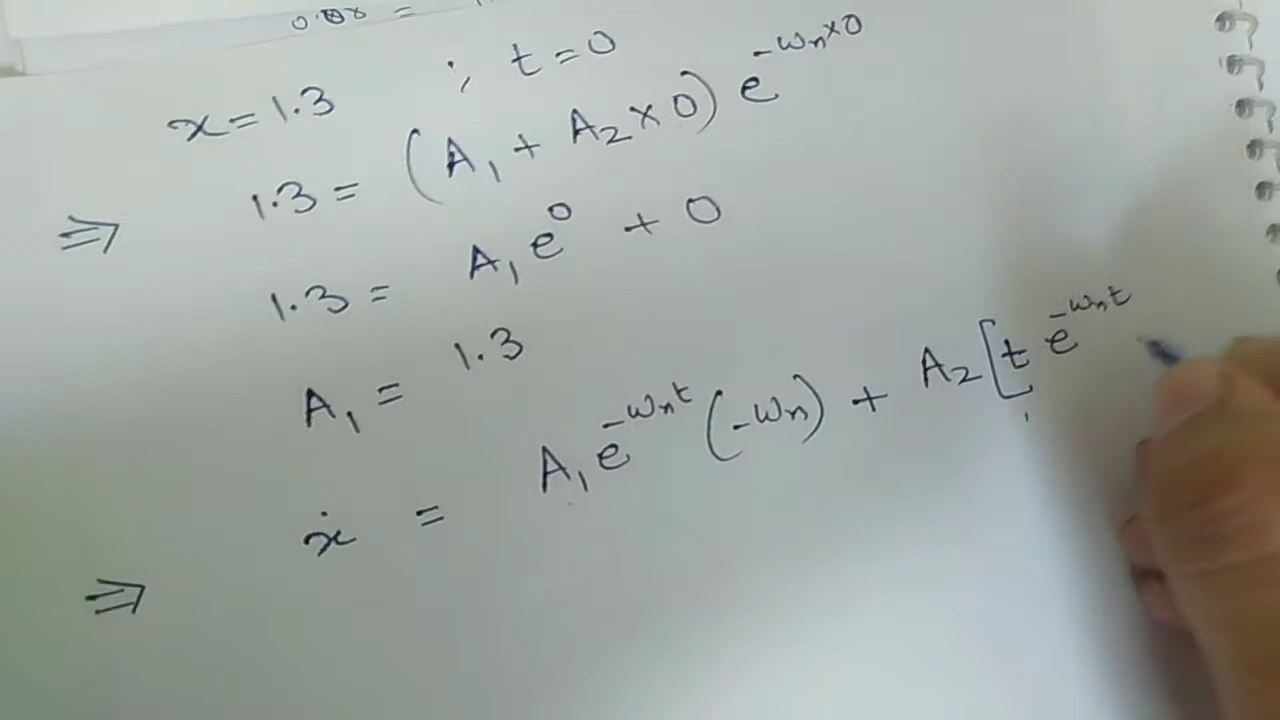 x = 1.3 ; t = 0
⇒ 1.3 = (A₁ + A₂ × 0) e^{-ωₙ×0}
1.3 = A₁ e⁰ + 0
A₁ = 1.3
⇒ ẋ = A₁ e^{-ωₙt} (-ωₙ) + A₂ [t e^{-ωₙt}